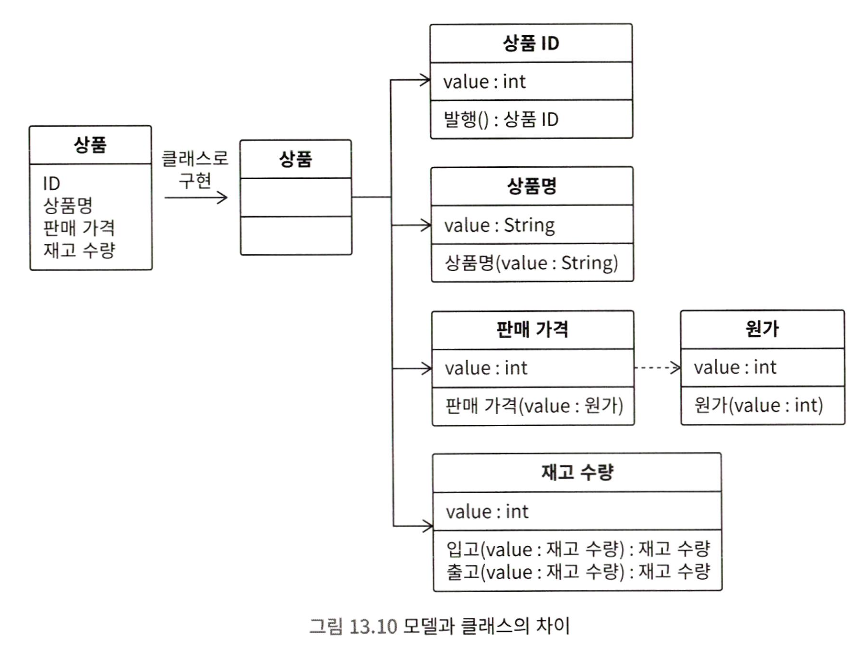 상품
ID
상품명
판매 가격
재고 수량
클래스로
구현
상품
상품 ID
value : int
발행() : 상품 ID
상품명
value : String
상품명(value : String)
판매 가격
value : int
판매 가격(value : 원가)
원가
value : int
원가(value : int)
재고 수량
value : int
입고(value : 재고 수량) : 재고 수량
출고(value : 재고 수량) : 재고 수량
그림 13.10 모델과 클래스의 차이